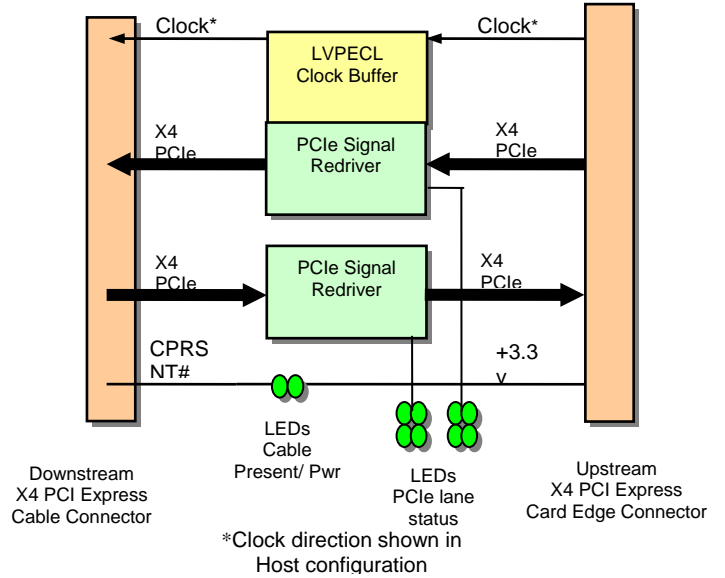 Clock*
Clock*
LVPECL
Clock Buffer
X4
PCIe
PCIe Signal
Redriver
X4
PCIe
X4
PCIe
PCIe Signal
Redriver
X4
PCIe
CPRS
NT#
+3.3
v
LEDs
Cable
Present/ Pwr
LEDs
PCIe lane
status
Downstream
X4 PCI Express
Cable Connector
Upstream
X4 PCI Express
Card Edge Connector
*Clock direction shown in
Host configuration